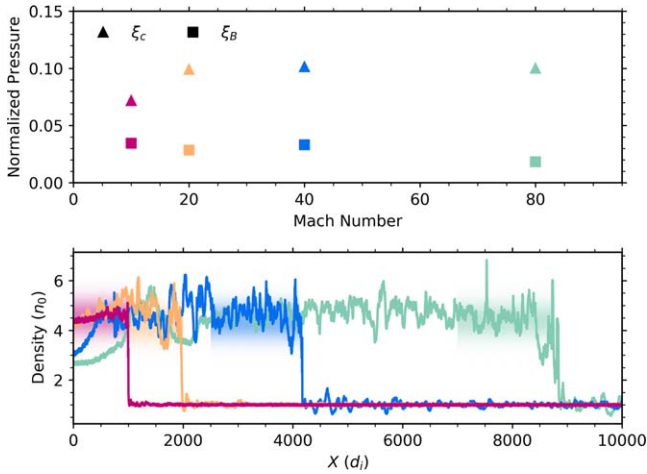 0.15
ξc ξB
0.10
0.05
0.00
Normalized Pressure
0 20 40 60 80
Mach Number
6
4
2
Density (n0)
0 2000 4000 6000 8000 10000
X (di)